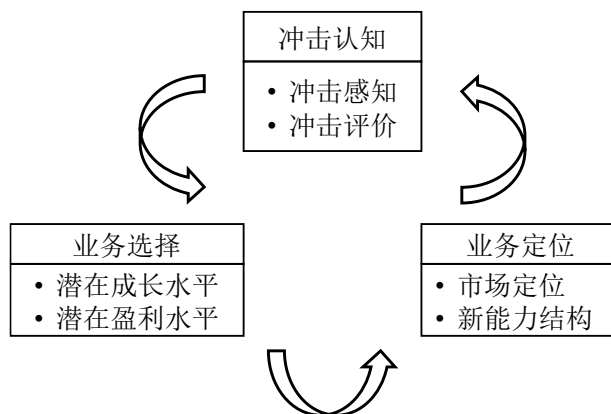 冲击认知
• 冲击感知
• 冲击评价
业务选择
• 潜在成长水平
• 潜在盈利水平
业务定位
• 市场定位
• 新能力结构